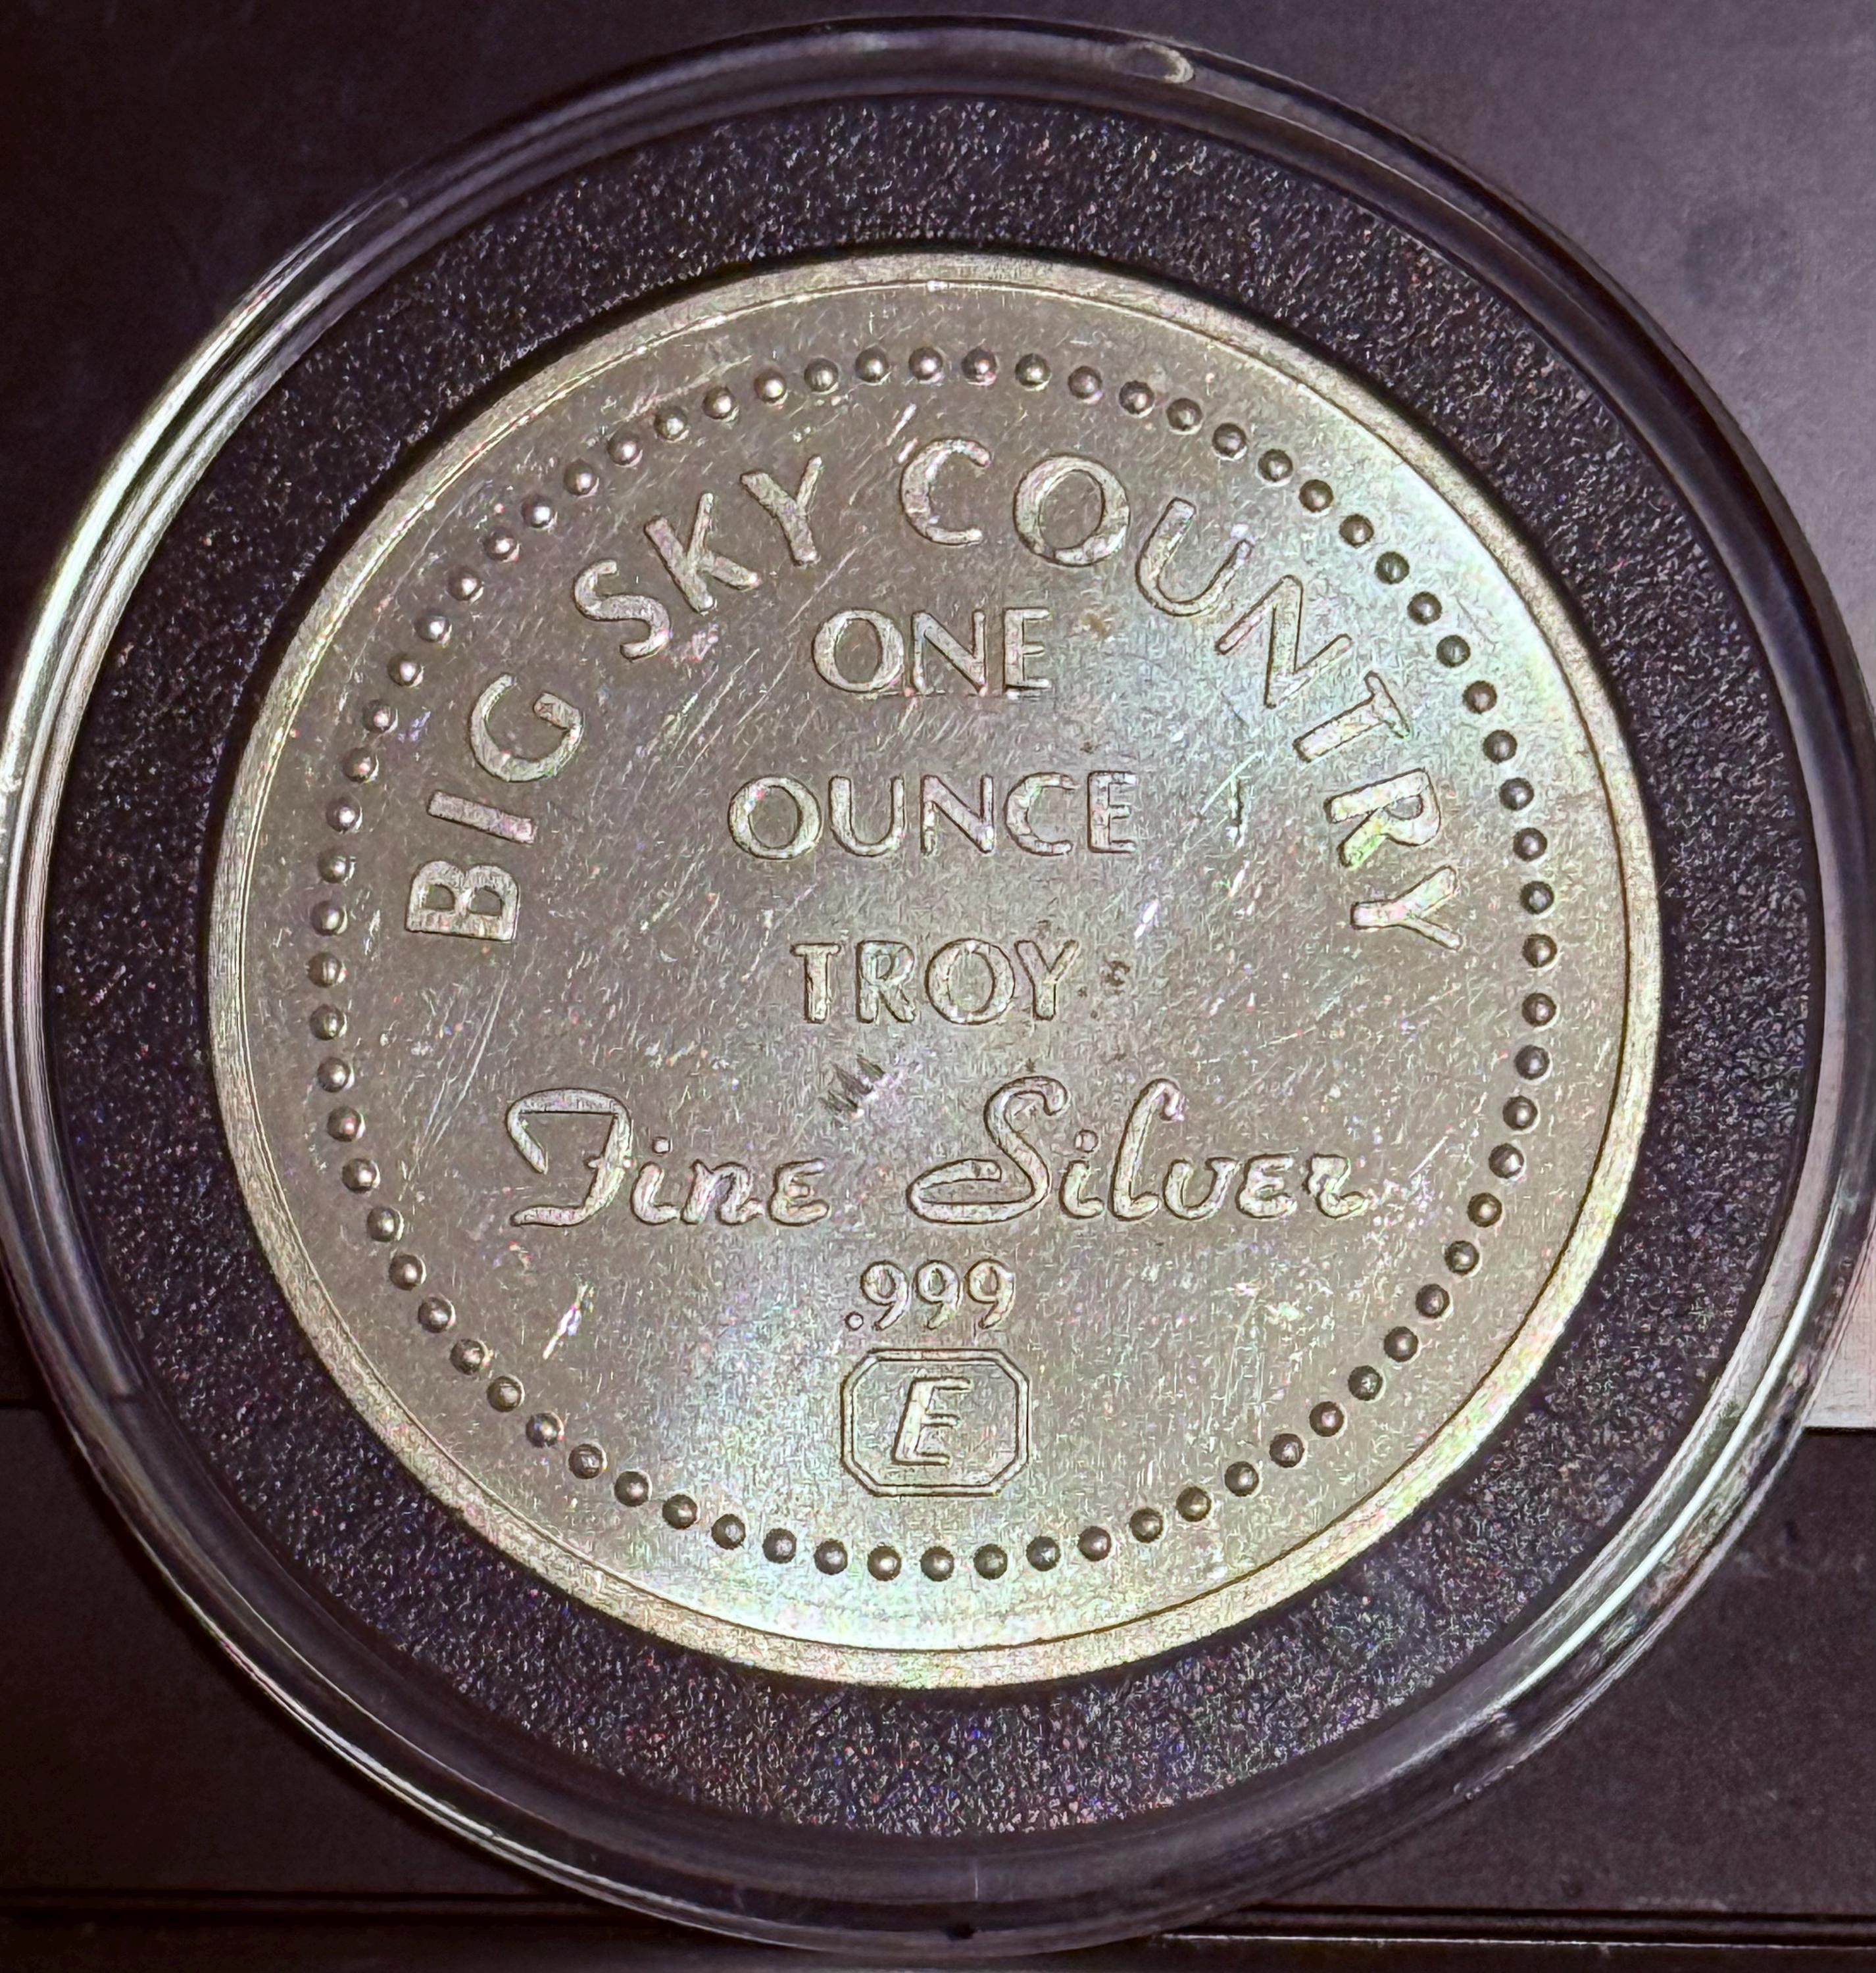 BIG SKY COUNTRY
ONE
OUNCE
TROY
Fine Silver
.999
E